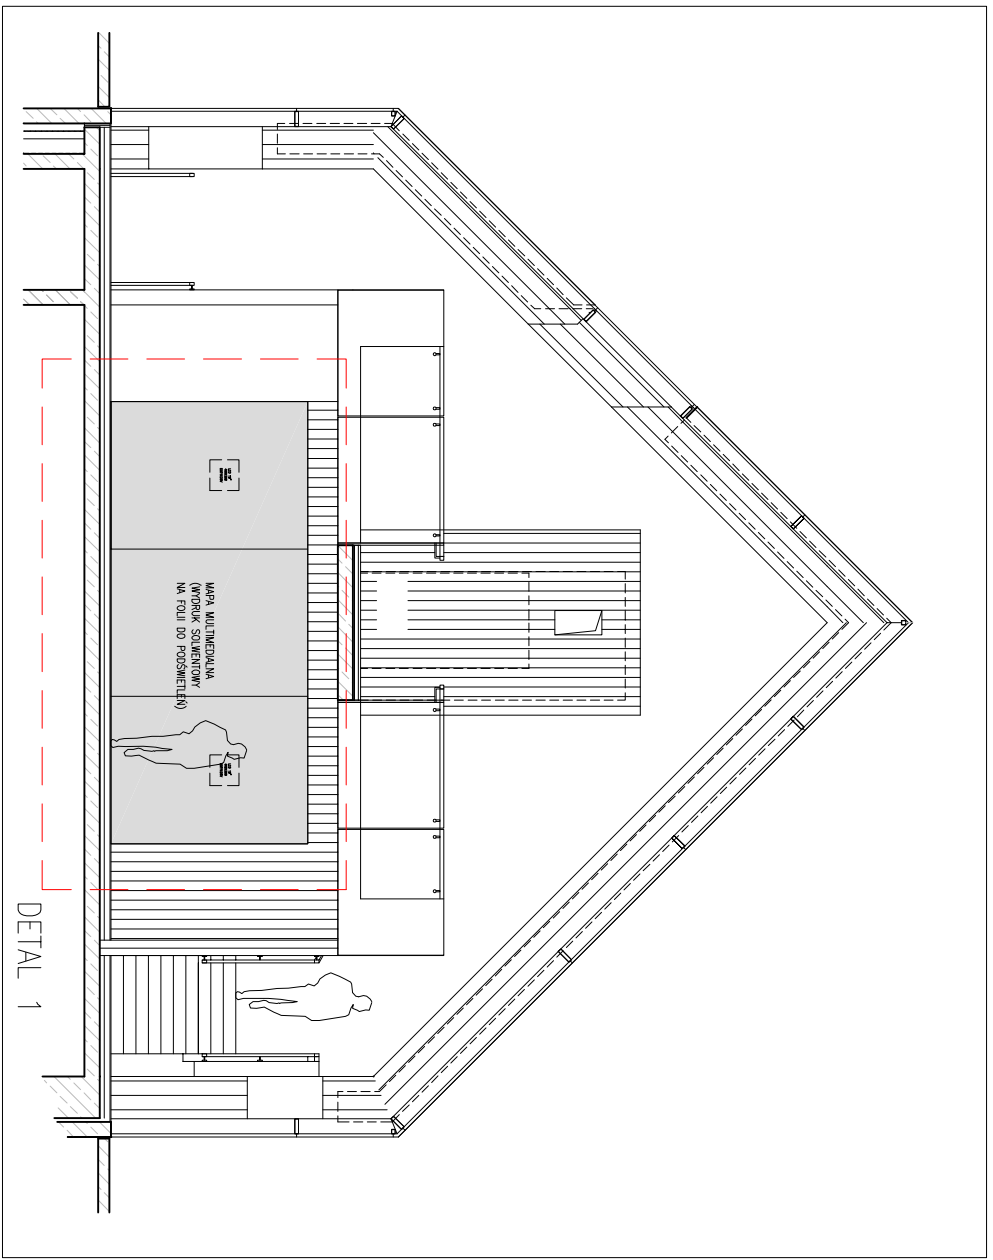 MAPA MULTIMEDIALNA
(WYDRUK SOLWENTOWY
NA FOLII DO PODŚWIETLEŃ)
DETAL 1